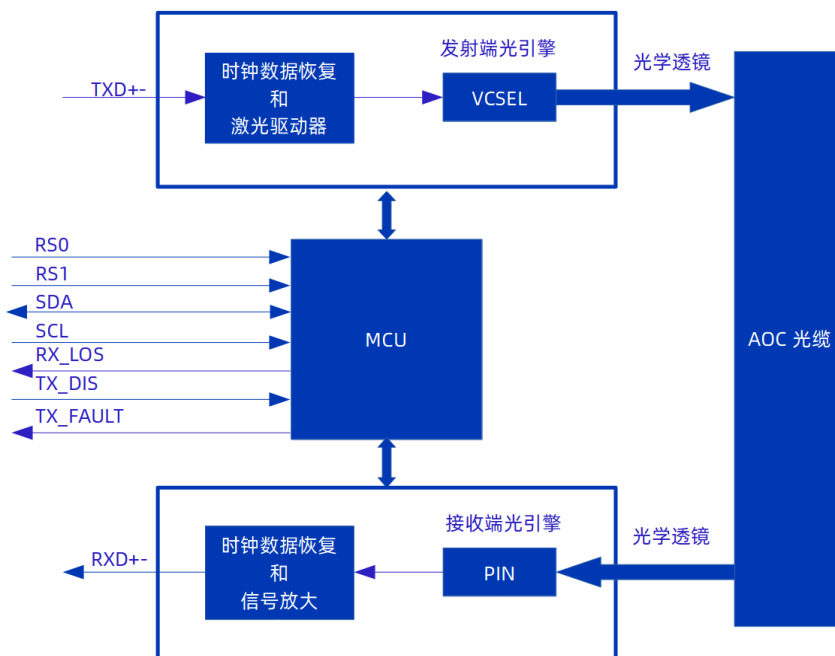 发射端光引擎
光学透镜
TXD+-
时钟数据恢复
和
激光驱动器
VCSEL
RS0
RS1
SDA
SCL
RX_LOS
TX_DIS
TX_FAULT
MCU
AOC 光缆
接收端光引擎
光学透镜
RXD+-
时钟数据恢复
和
信号放大
PIN